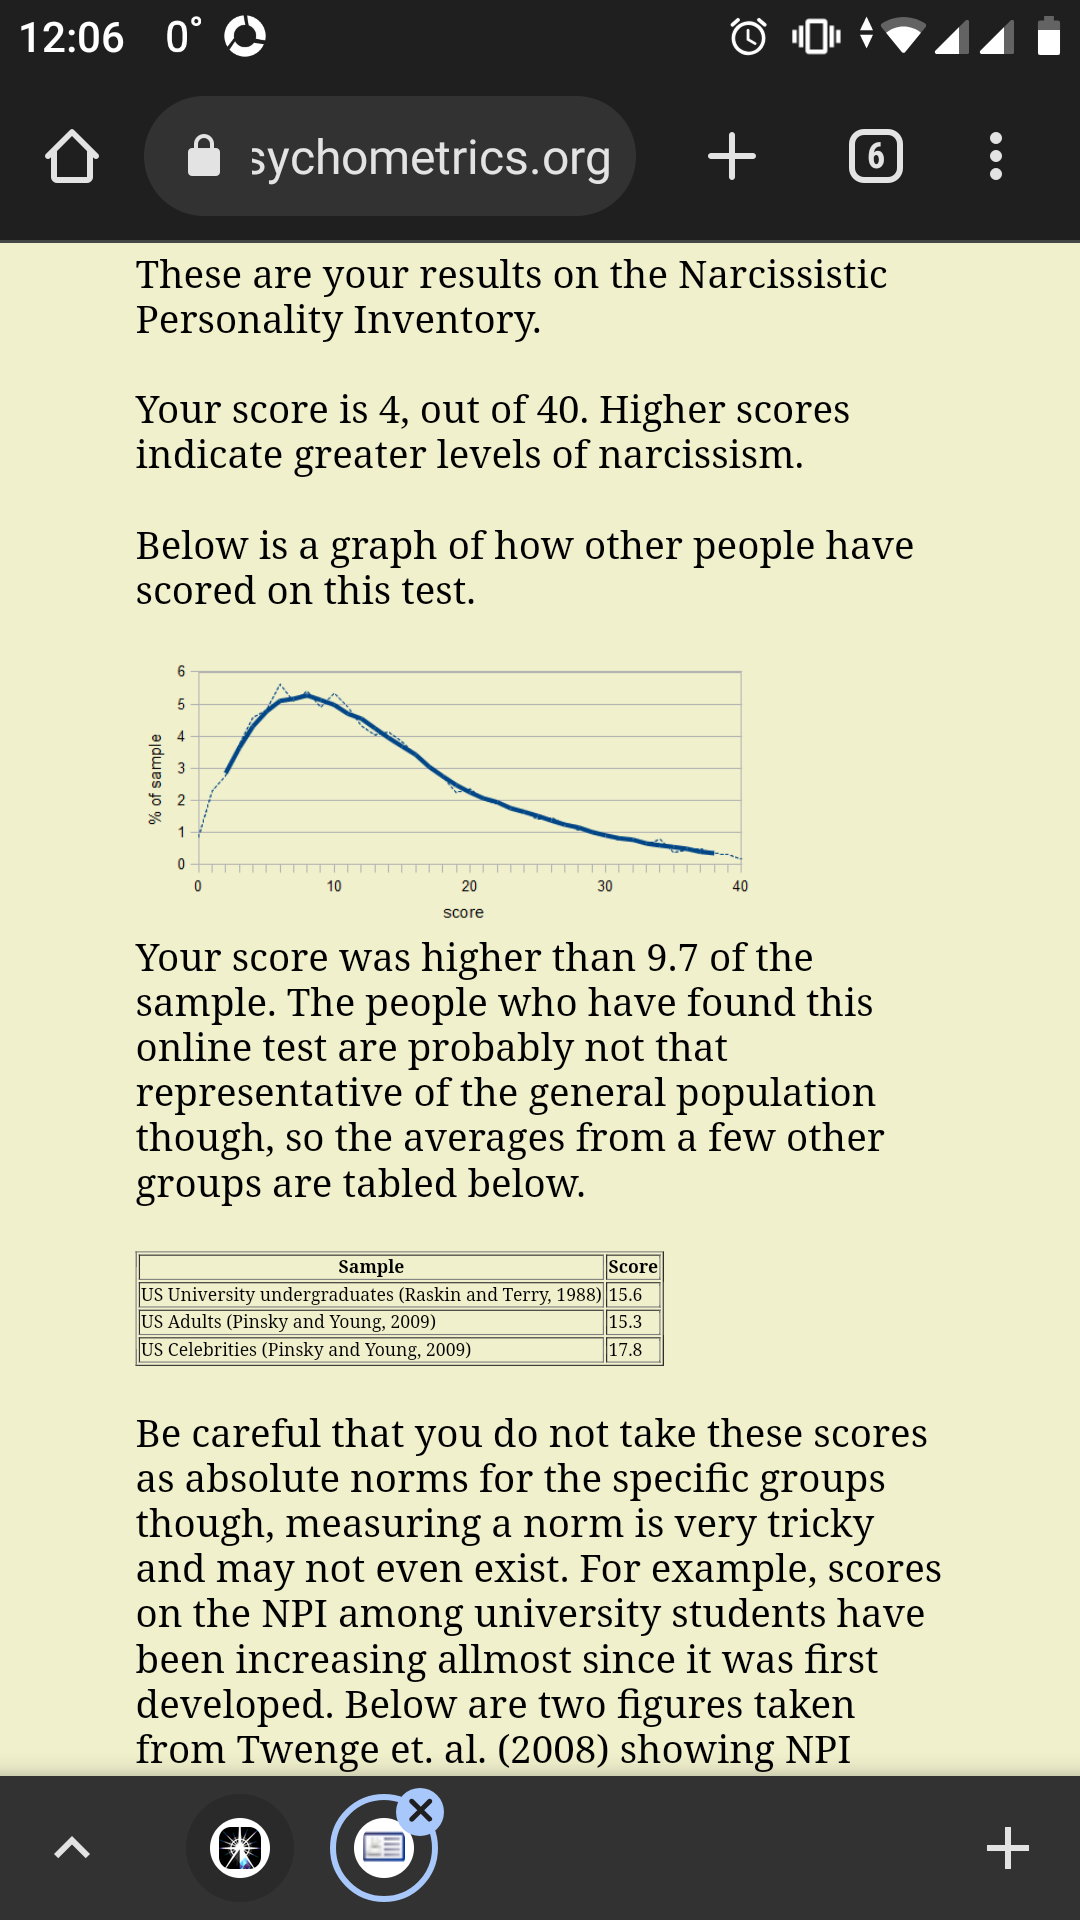 12:06 0°
sychometrics.org 6
These are your results on the Narcissistic
Personality Inventory.
Your score is 4, out of 40. Higher scores
indicate greater levels of narcissism.
Below is a graph of how other people have
scored on this test.
% of sample
6
5
4
3
2
1
0
0 10 20 30 40
score
Your score was higher than 9.7 of the
sample. The people who have found this
online test are probably not that
representative of the general population
though, so the averages from a few other
groups are tabled below.
Sample Score
US University undergraduates (Raskin and Terry, 1988) 15.6
US Adults (Pinsky and Young, 2009) 15.3
US Celebrities (Pinsky and Young, 2009) 17.8
Be careful that you do not take these scores
as absolute norms for the specific groups
though, measuring a norm is very tricky
and may not even exist. For example, scores
on the NPI among university students have
been increasing allmost since it was first
developed. Below are two figures taken
from Twenge et. al. (2008) showing NPI